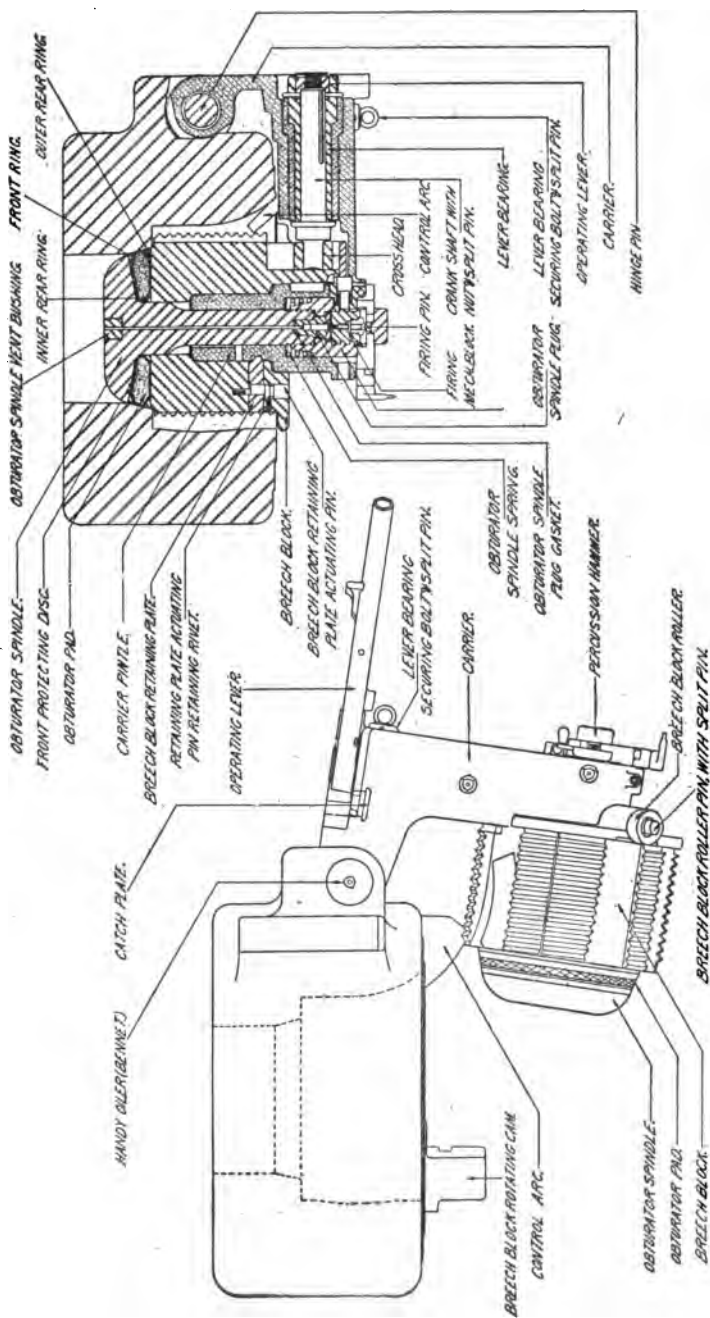 OBTURATOR SPINDLE VENT BUSHING
FRONT RING.
INNER REAR RING.
OUTER REAR RING
OBTURATOR SPINDLE.
FRONT PROTECTING DISC.
OBTURATOR PAD.
CARRIER PINTLE.
BREECH BLOCK RETAINING PLATE.
RETAINING PLATE ACTUATING
PIN RETAINING RIVET.
BREECH BLOCK.
BREECH BLOCK RETAINING
PLATE ACTUATING PIN.
OBTURATOR
SPINDLE SPRING.
OBTURATOR SPINDLE
PLUG GASKET.
OBTURATOR
SPINDLE PLUG.
FIRING
MECH. BLOCK
FIRING PIN.
CONTROL ARC
CROSSHEAD.
CRANK SHAFT WITH
NUT & SPLIT PIN.
LEVER BEARING
LEVER BEARING
SECURING BOLT & SPLIT PIN.
OPERATING LEVER.
CARRIER.
HINGE PIN.
HANDY OILER (BENNET)
CATCH PLATE.
OPERATING LEVER.
LEVER BEARING
SECURING BOLT & SPLIT PIN.
CARRIER.
PERCUSSION HAMMER.
BREECH BLOCK ROLLER.
BREECH BLOCK ROLLER PIN, WITH SPLIT PIN.
BREECH BLOCK ROTATING CAM
CONTROL ARC.
OBTURATOR SPINDLE.
OBTURATOR PAD.
BREECH BLOCK.